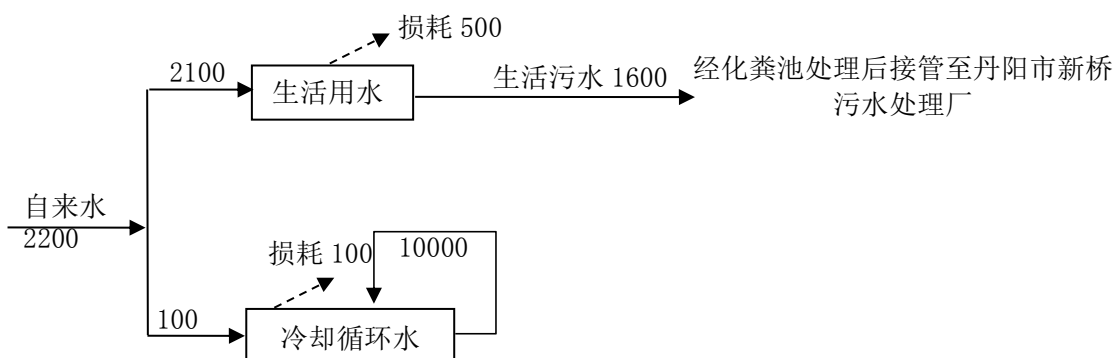 损耗 500
2100
生活用水
生活污水 1600
经化粪池处理后接管至丹阳市新桥
污水处理厂
自来水
2200
损耗 100
10000
100
冷却循环水